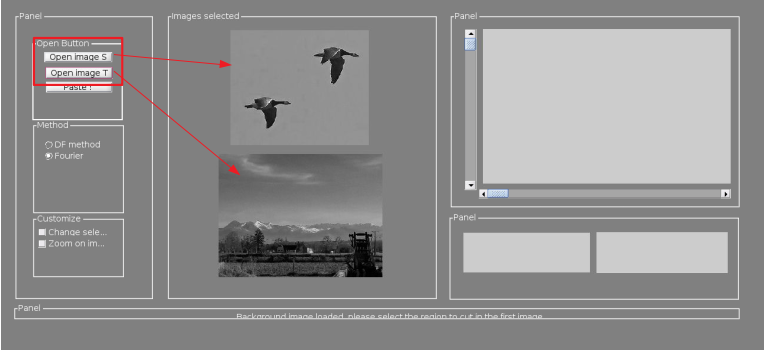 Panel
Open Button
Open image S
Open image T
Paste !
Method
DF method
Fourier
Customize
Change sele...
Zoom on im...
Images selected
Panel
Panel
Panel
Background image loaded, please select the region to cut in the first image